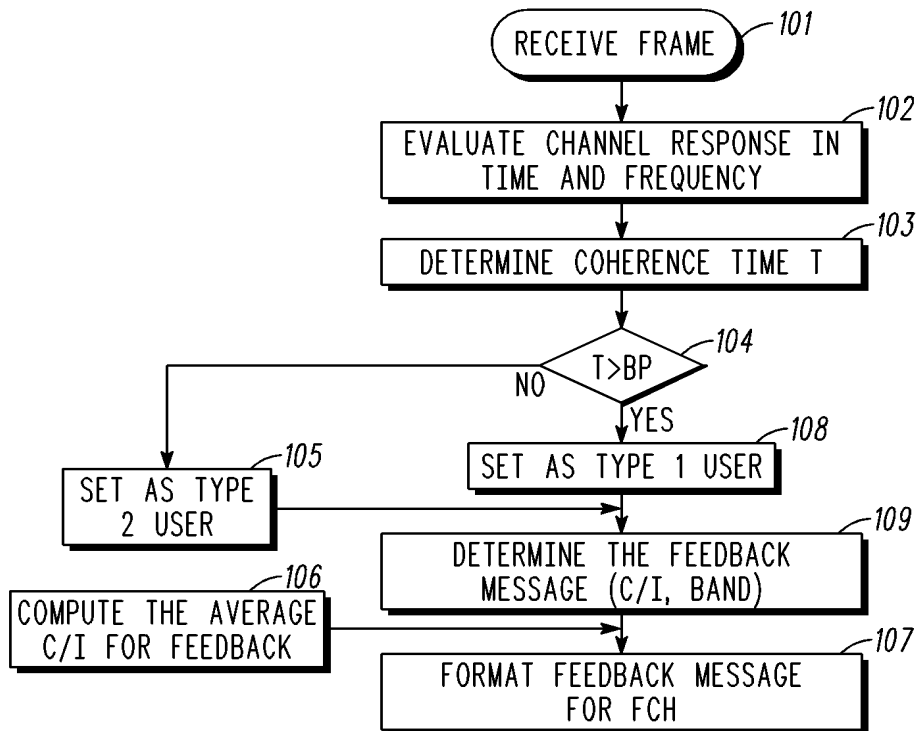 RECEIVE FRAME
101
102
EVALUATE CHANNEL RESPONSE IN
TIME AND FREQUENCY
103
DETERMINE COHERENCE TIME T
104
T>BP
NO
YES
105
SET AS TYPE
2 USER
108
SET AS TYPE 1 USER
109
DETERMINE THE FEEDBACK
MESSAGE (C/I, BAND)
106
COMPUTE THE AVERAGE
C/I FOR FEEDBACK
107
FORMAT FEEDBACK MESSAGE
FOR FCH